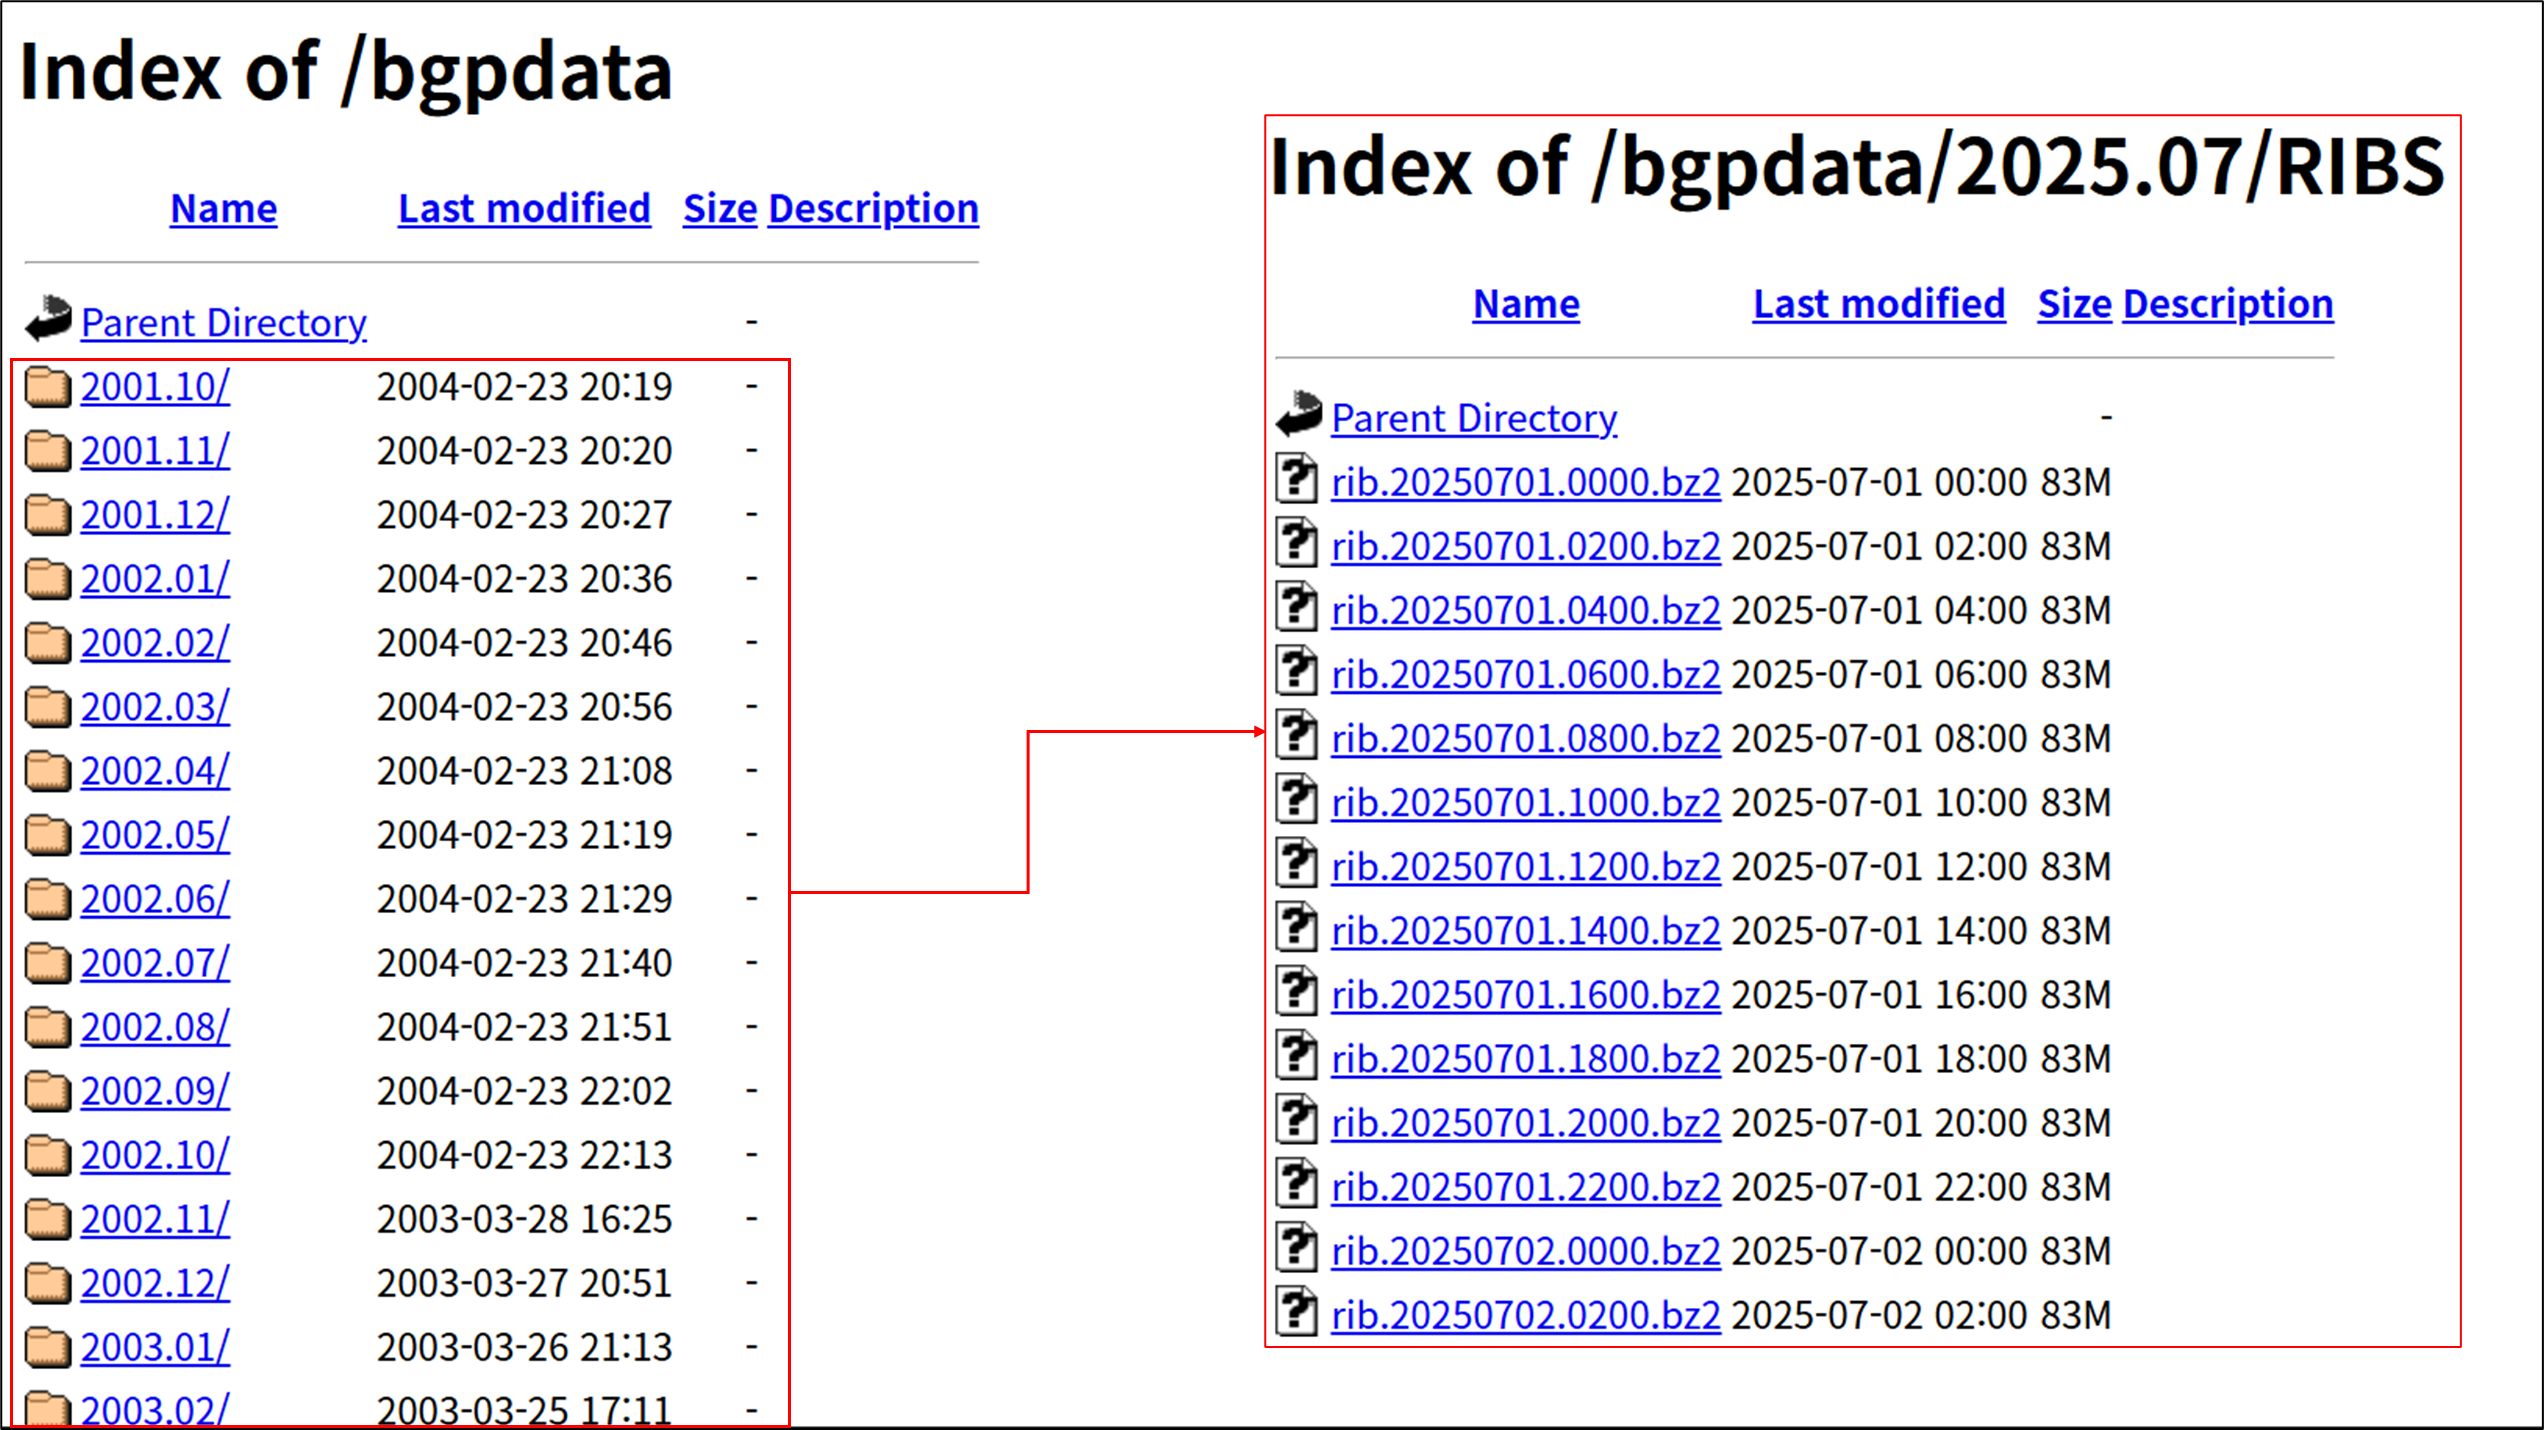 Index of /bgpdata
Name Last modified Size Description
Parent Directory -
2001.10/ 2004-02-23 20:19 -
2001.11/ 2004-02-23 20:20 -
2001.12/ 2004-02-23 20:27 -
2002.01/ 2004-02-23 20:36 -
2002.02/ 2004-02-23 20:46 -
2002.03/ 2004-02-23 20:56 -
2002.04/ 2004-02-23 21:08 -
2002.05/ 2004-02-23 21:19 -
2002.06/ 2004-02-23 21:29 -
2002.07/ 2004-02-23 21:40 -
2002.08/ 2004-02-23 21:51 -
2002.09/ 2004-02-23 22:02 -
2002.10/ 2004-02-23 22:13 -
2002.11/ 2003-03-28 16:25 -
2002.12/ 2003-03-27 20:51 -
2003.01/ 2003-03-26 21:13 -
2003.02/ 2003-03-25 17:11 -
Index of /bgpdata/2025.07/RIBS
Name Last modified Size Description
Parent Directory -
rib.20250701.0000.bz2 2025-07-01 00:00 83M
rib.20250701.0200.bz2 2025-07-01 02:00 83M
rib.20250701.0400.bz2 2025-07-01 04:00 83M
rib.20250701.0600.bz2 2025-07-01 06:00 83M
rib.20250701.0800.bz2 2025-07-01 08:00 83M
rib.20250701.1000.bz2 2025-07-01 10:00 83M
rib.20250701.1200.bz2 2025-07-01 12:00 83M
rib.20250701.1400.bz2 2025-07-01 14:00 83M
rib.20250701.1600.bz2 2025-07-01 16:00 83M
rib.20250701.1800.bz2 2025-07-01 18:00 83M
rib.20250701.2000.bz2 2025-07-01 20:00 83M
rib.20250701.2200.bz2 2025-07-01 22:00 83M
rib.20250702.0000.bz2 2025-07-02 00:00 83M
rib.20250702.0200.bz2 2025-07-02 02:00 83M